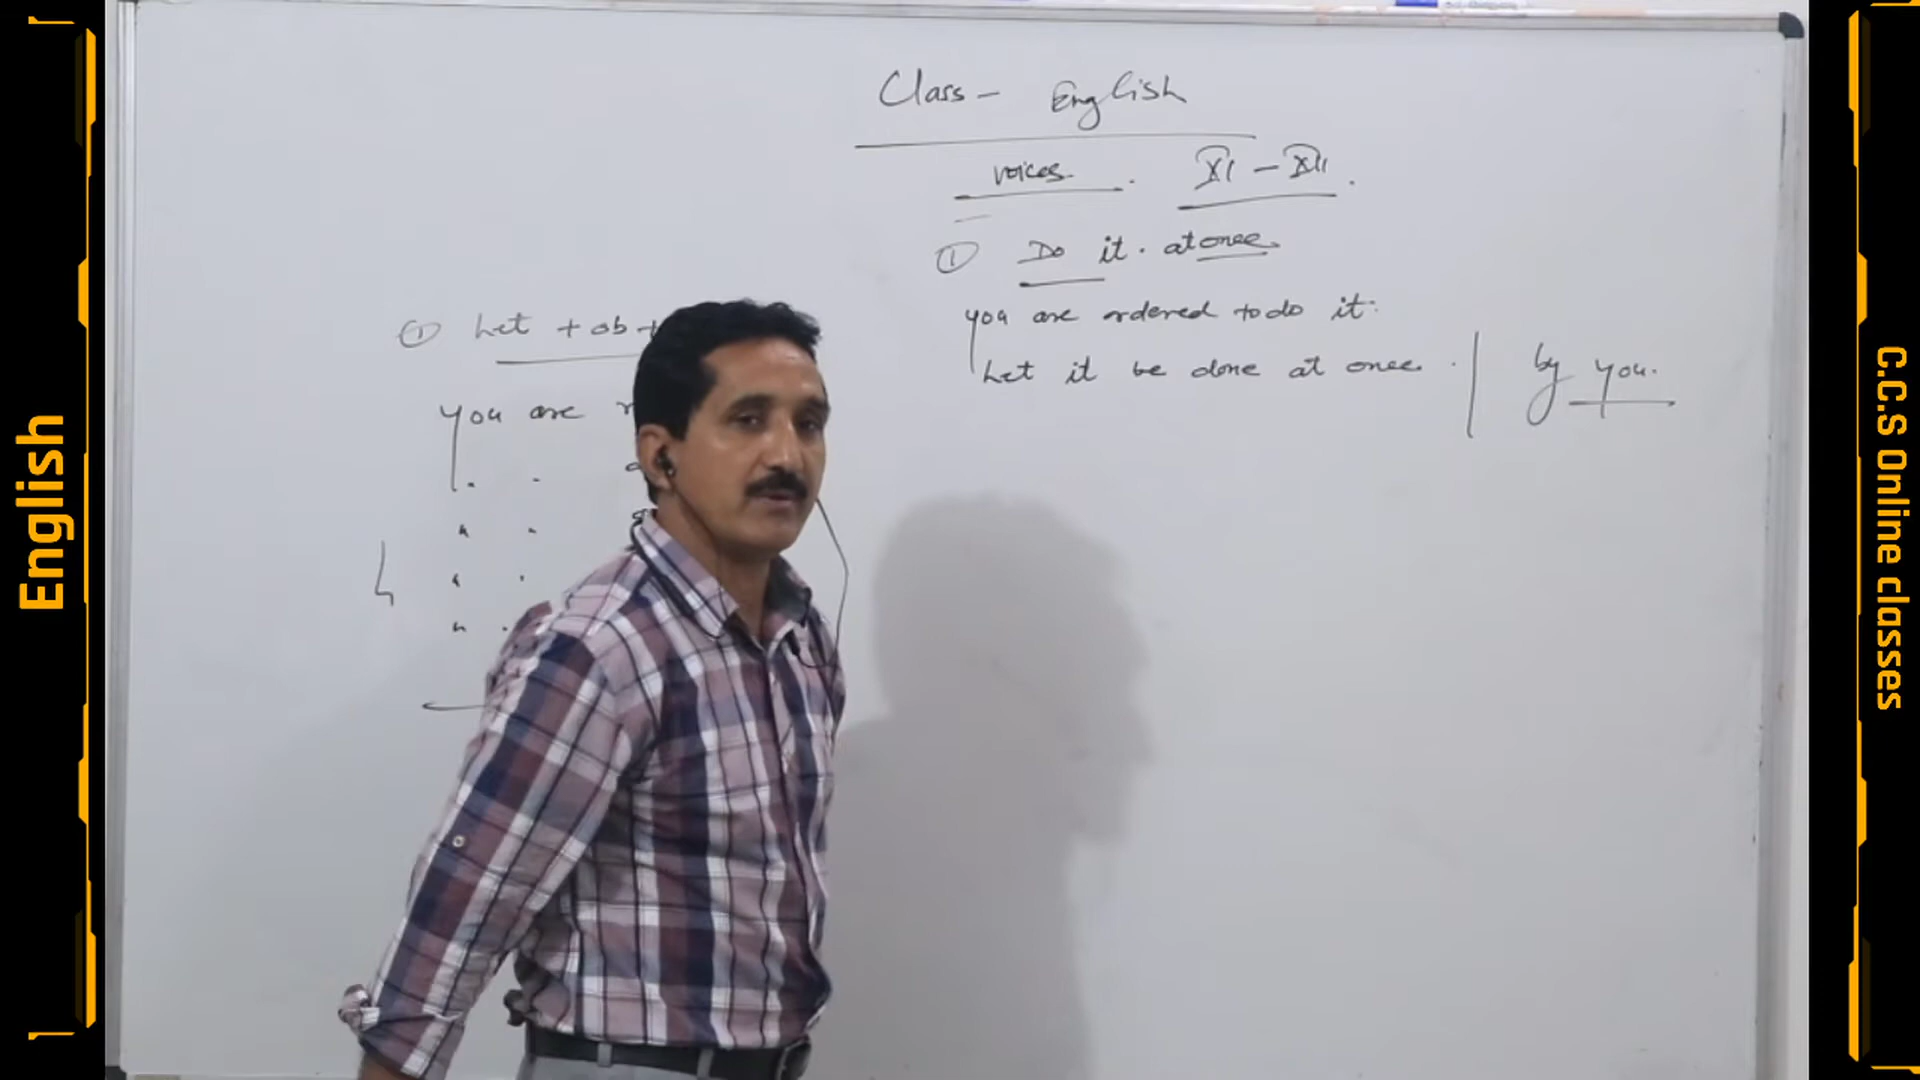 English
Class - English
voices. XI - XII.
① Do it. at once
you are ordered to do it.
Let it be done at once. | by you.
① Let + ob +
you are
C.C.S Online classes